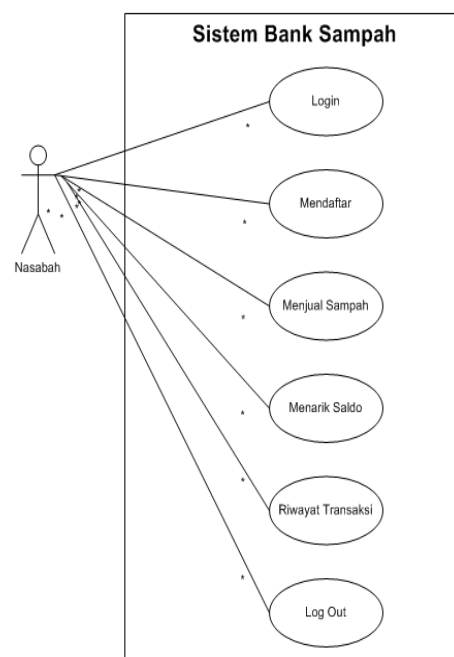 Sistem Bank Sampah
Login
*
Mendaftar
*
Nasabah
Menjual Sampah
*
Menarik Saldo
*
Riwayat Transaksi
*
Log Out
*